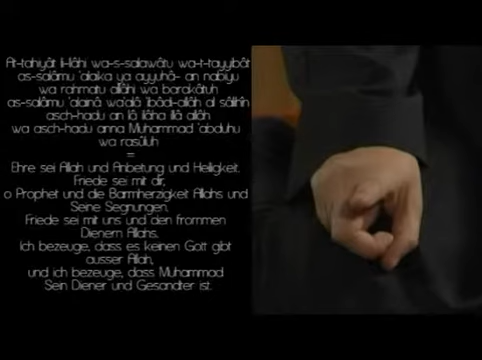 At-tahiyât li-lâhi wa-s-salawâtu wa-t-tayyibât
as-salâmu 'alaika ya ayyuhâ- an nabiyu
wa rahmatu allâhi wa barakâtuh
as-salâmu 'alainâ wa'alâ 'ibâdi-allâh al sâlihîn
asch-hadu an lâ ilâha illâ allâh
wa asch-hadu anna Muhammad 'abduhu
wa rasûluh
=
Ehre sei Allah und Anbetung und Heiligkeit.
Friede sei mit dir,
o Prophet und die Barmherzigkeit Allahs und
Seine Segnungen.
Friede sei mit uns und den frommen
Dienern Allahs.
Ich bezeuge, dass es keinen Gott gibt
ausser Allah,
und ich bezeuge, dass Muhammad
Sein Diener und Gesandter ist.